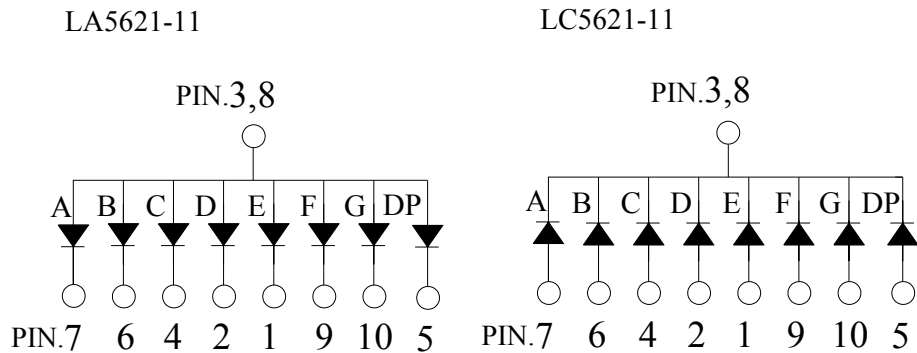 LA5621-11
PIN.3,8
A B C D E F G DP
PIN.7 6 4 2 1 9 10 5
LC5621-11
PIN.3,8
A B C D E F G DP
PIN.7 6 4 2 1 9 10 5